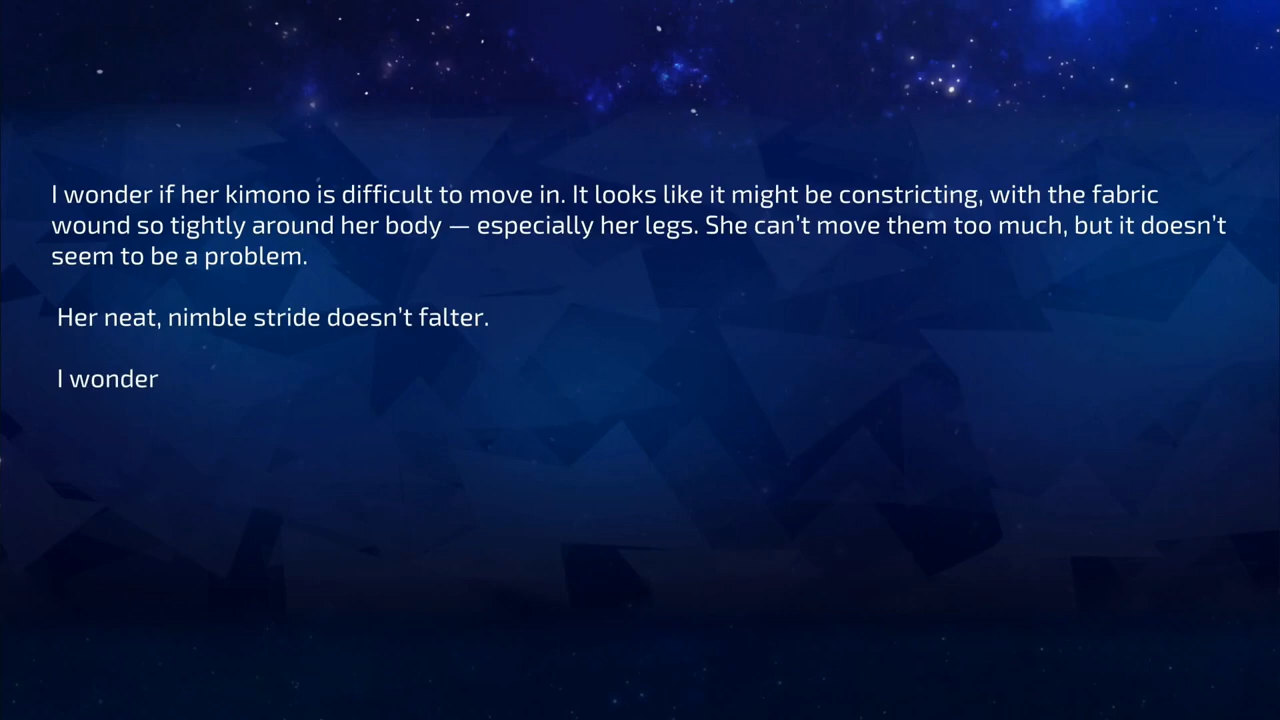 I wonder if her kimono is difficult to move in. It looks like it might be constricting, with the fabric
wound so tightly around her body — especially her legs. She can’t move them too much, but it doesn’t
seem to be a problem.
Her neat, nimble stride doesn’t falter.
I wonder